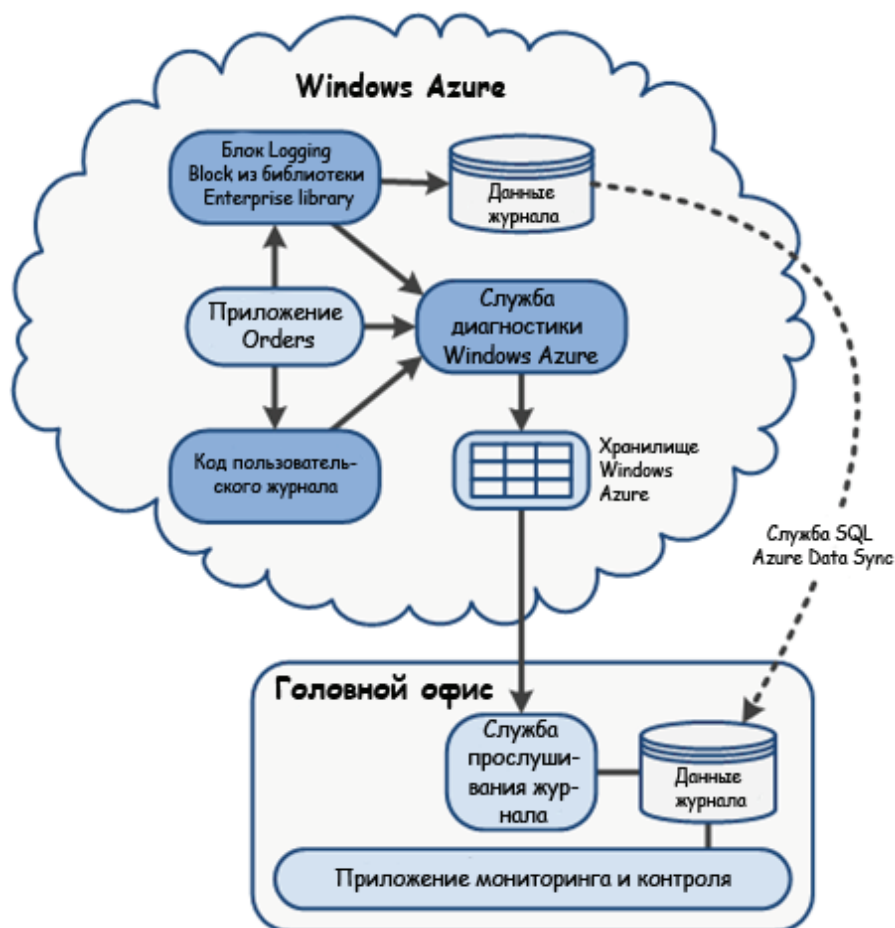 Windows Azure
Блок Logging
Block из библиотеки
Enterprise library
Данные
журнала
Приложение
Orders
Служба
диагностики
Windows Azure
Код пользователь-
ского журнала
Хранилище
Windows
Azure
Служба SQL
Azure Data Sync
Головной офис
Служба
прослуши-
вания жур-
нала
Данные
журнала
Приложение мониторинга и контроля